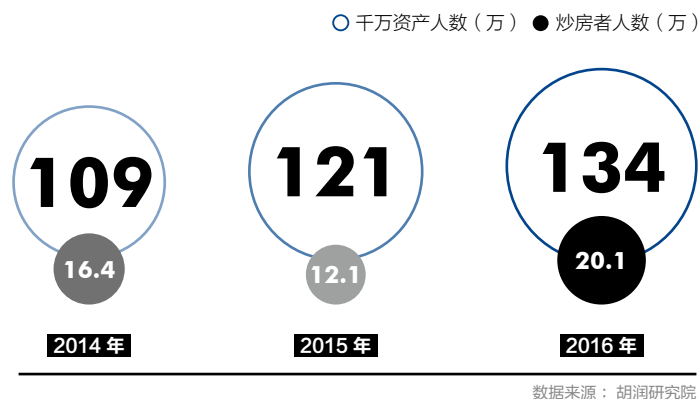 千万资产人数（万） 炒房者人数（万）
109 121 134
16.4 12.1 20.1
2014 年 2015 年 2016 年
数据来源：胡润研究院